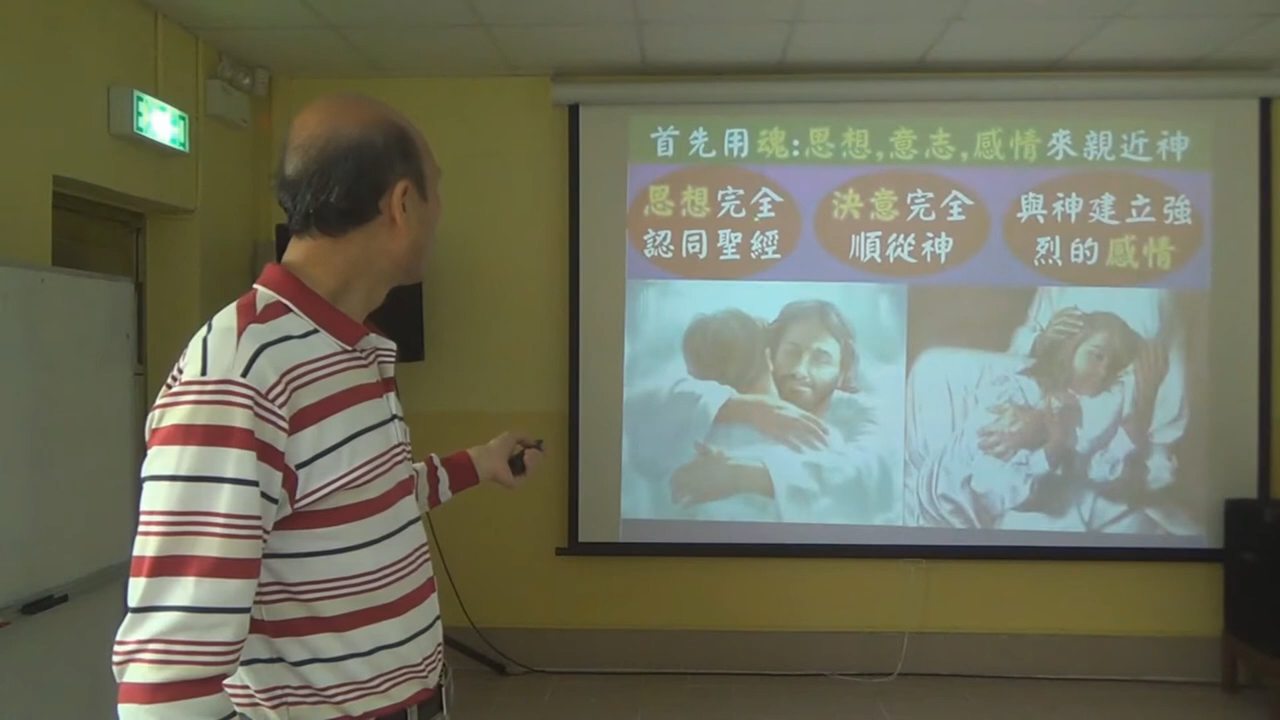 首先用魂:思想,意志,感情來親近神
思想完全
認同聖經
決意完全
順從神
與神建立強
烈的感情